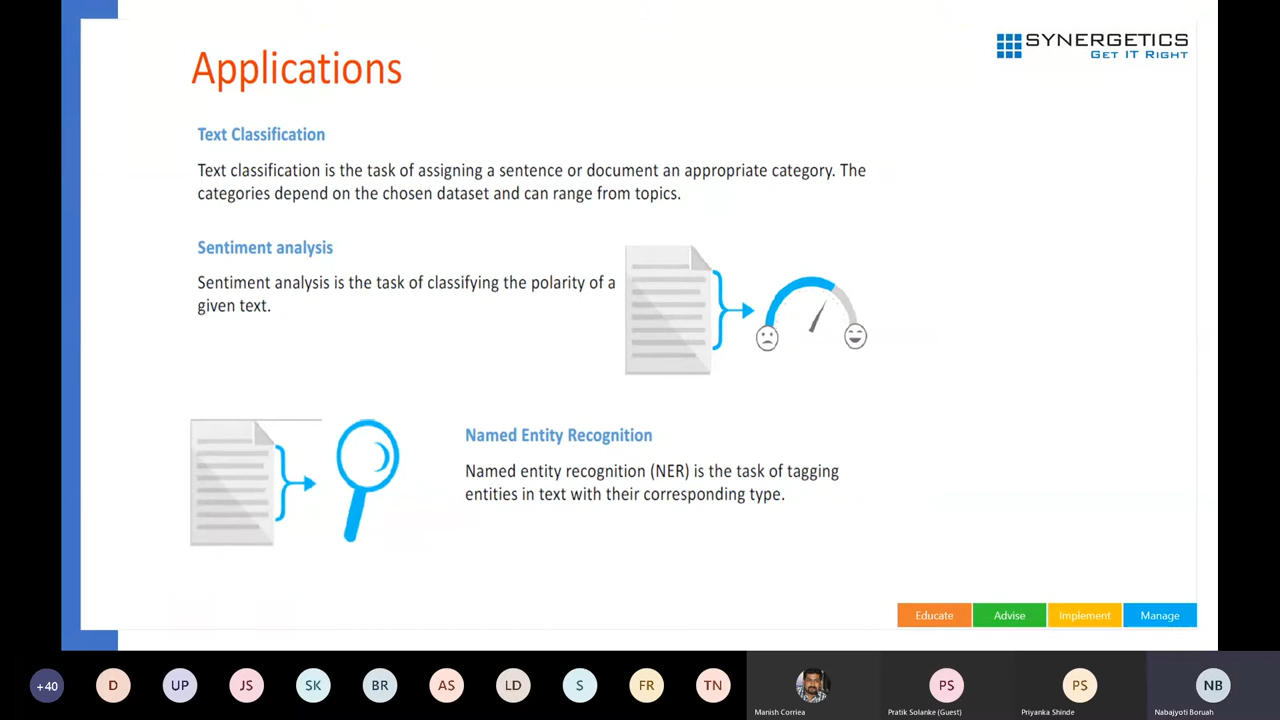 SYNERGETICS
GET IT RIGHT
Applications
Text Classification
Text classification is the task of assigning a sentence or document an appropriate category. The
categories depend on the chosen dataset and can range from topics.
Sentiment analysis
Sentiment analysis is the task of classifying the polarity of a
given text.
Named Entity Recognition
Named entity recognition (NER) is the task of tagging
entities in text with their corresponding type.
Educate Advise Implement Manage
+40 D UP JS SK BR AS LD S FR TN PS PS NB
Manish Corriea Pratik Solanke (Guest) Priyanka Shinde Nabajyoti Boruah